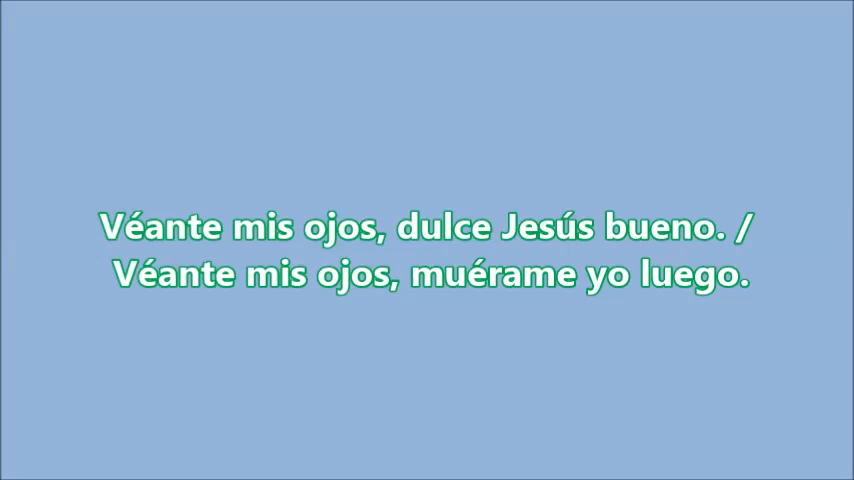 Véante mis ojos, dulce Jesús bueno. /
Véante mis ojos, muérame yo luego.